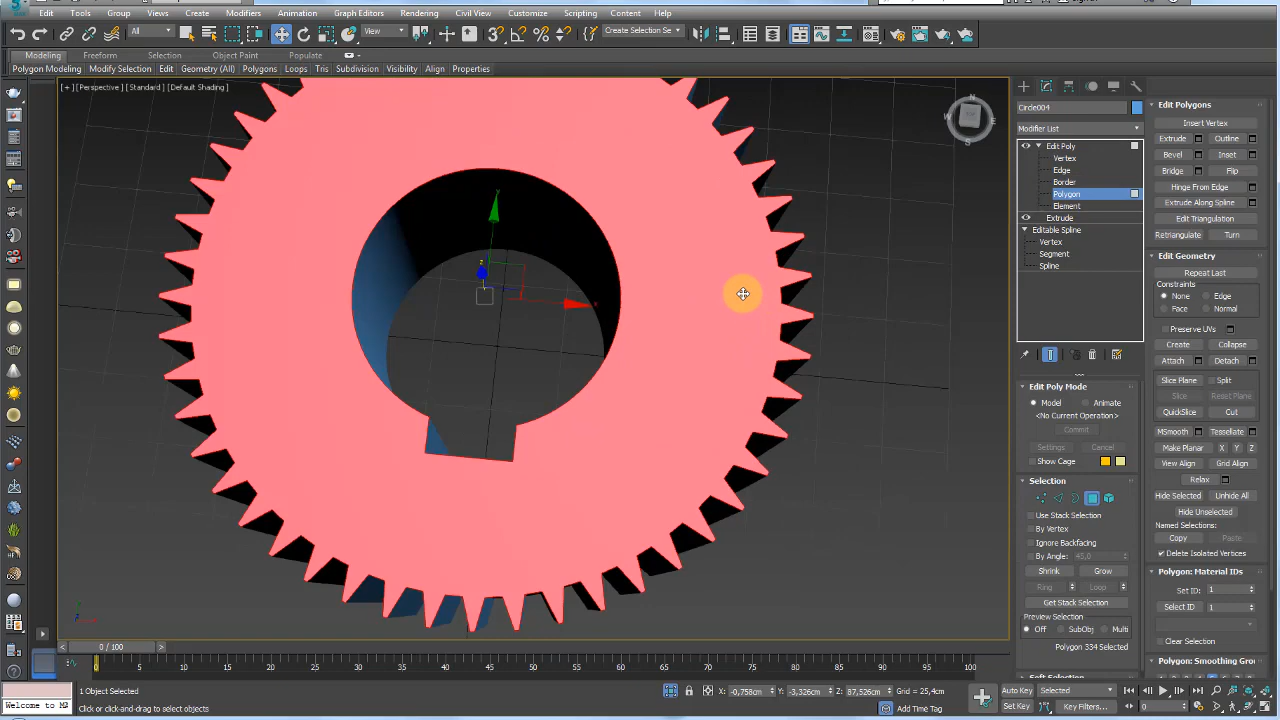 Edit Tools Group Views Create Modifiers Animation Graph Editors Rendering Civil View Customize Scripting Content Help
All View Create Selection Se
Modeling Freeform Selection Object Paint Populate
Polygon Modeling Modify Selection Edit Geometry (All) Polygons Loops Tris Subdivision Visibility Align Properties
[+] [Perspective] [Standard] [Default Shading]
Circle004
Modifier List
Edit Poly
Vertex
Edge
Border
Polygon
Element
Extrude
Editable Spline
Vertex
Segment
Spline
Edit Poly Mode
Model Animate
<No Current Operation>
Commit
Settings Cancel
Show Cage
Selection
Use Stack Selection
By Vertex
Ignore Backfacing
By Angle: 45,0
Shrink Grow
Ring Loop
Get Stack Selection
Preview Selection
Off SubObj Multi
Polygon 334 Selected
Edit Polygons
Insert Vertex
Extrude Outline
Bevel Inset
Bridge Flip
Hinge From Edge
Extrude Along Spline
Edit Triangulation
Retriangulate Turn
Edit Geometry
Repeat Last
Constraints
None Edge
Face Normal
Preserve UVs
Create Collapse
Attach Detach
Slice Plane Split
Slice Reset Plane
QuickSlice Cut
MSmooth Tessellate
Make Planar X Y Z
View Align Grid Align
Relax
Hide Selected Unhide All
Hide Unselected
Named Selections:
Copy Paste
Delete Isolated Vertices
Polygon: Material IDs
Set ID: 1
Select ID 1
Clear Selection
Polygon: Smoothing Gro
0 / 100
0 5 10 15 20 25 30 35 40 45 50 55 60 65 70 75 80 85 90 95 100
1 Object Selected
X: -0,758cm Y: -3,326cm Z: 87,526cm Grid = 25,4cm
Auto Key Selected
Welcome to M
click or click-and-drag to select objects
Add Time Tag
Set Key Key Filters... 0